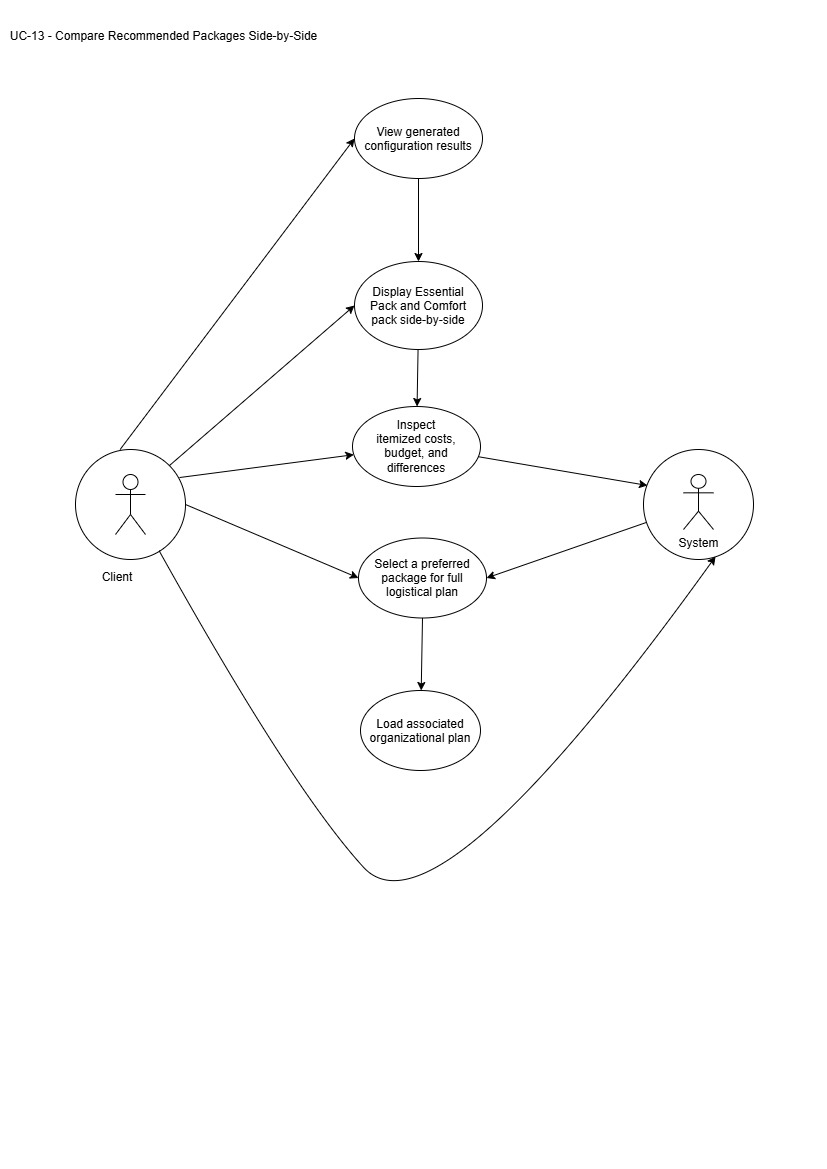 UC-13 - Compare Recommended Packages Side-by-Side
View generated
configuration results
Display Essential
Pack and Comfort
pack side-by-side
Inspect
itemized costs,
budget, and
differences
System
Select a preferred
package for full
logistical plan
Client
Load associated
organizational plan